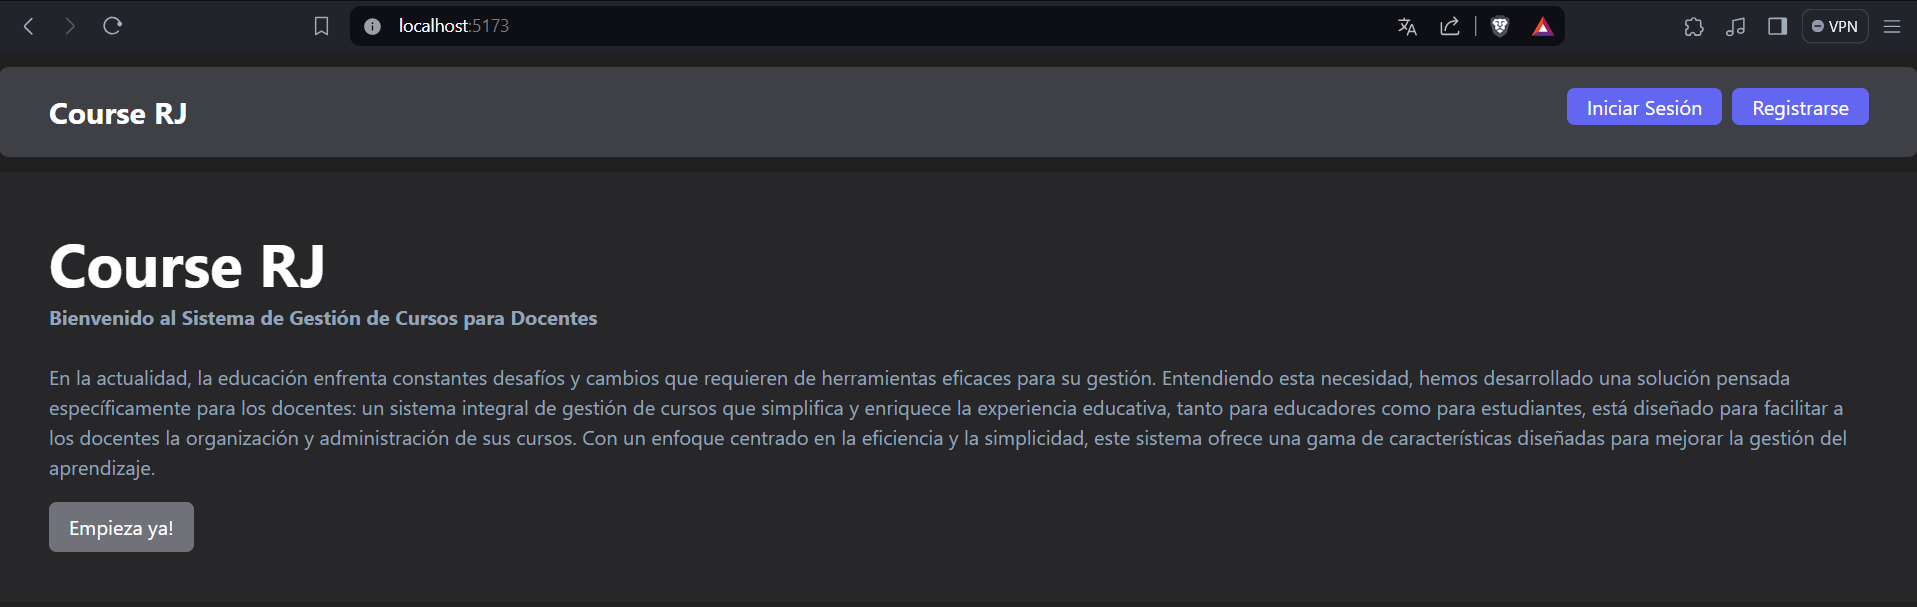 localhost:5173
VPN
Course RJ
Iniciar Sesión
Registrarse
Course RJ
Bienvenido al Sistema de Gestión de Cursos para Docentes
En la actualidad, la educación enfrenta constantes desafíos y cambios que requieren de herramientas eficaces para su gestión. Entendiendo esta necesidad, hemos desarrollado una solución pensada
específicamente para los docentes: un sistema integral de gestión de cursos que simplifica y enriquece la experiencia educativa, tanto para educadores como para estudiantes, está diseñado para facilitar a
los docentes la organización y administración de sus cursos. Con un enfoque centrado en la eficiencia y la simplicidad, este sistema ofrece una gama de características diseñadas para mejorar la gestión del
aprendizaje.
Empieza ya!